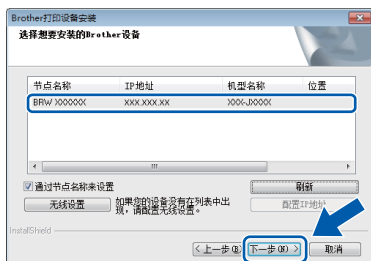 Brother打印设备安装
选择想要安装的Brother设备
节点名称 IP地址 机型名称 位置
BRW XXXXXX XXX.XXX.XX XXX-JXXXX
通过节点名称来设置 刷新
无线设置 如果您的设备没有在列表中出现，请配置无线设置。 配置IP地址
InstallShield
< 上一步(B) 下一步(N) > 取消